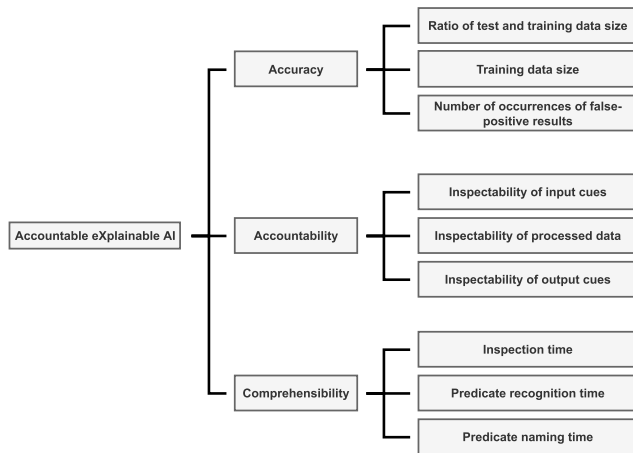 Accountable eXplainable AI
Accuracy
Ratio of test and training data size
Training data size
Number of occurrences of false-
positive results
Accountability
Inspectability of input cues
Inspectability of processed data
Inspectability of output cues
Comprehensibility
Inspection time
Predicate recognition time
Predicate naming time